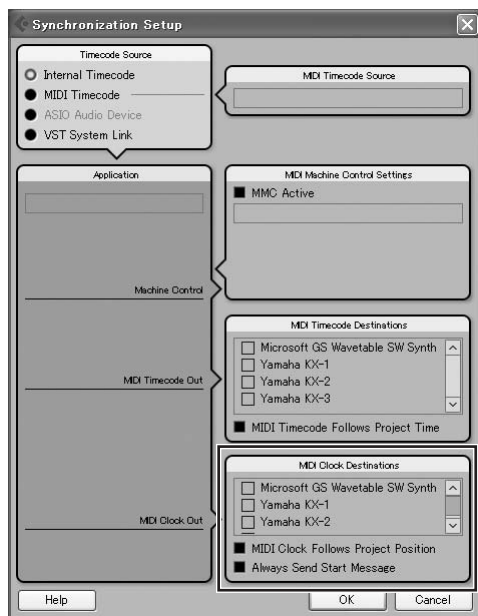 Synchronization Setup
Timecode Source
Internal Timecode
MIDI Timecode
ASIO Audio Device
VST System Link
MIDI Timecode Source
Application
Machine Control
MIDI Timecode Out
MIDI Clock Out
MIDI Machine Control Settings
MMC Active
MIDI Timecode Destinations
Microsoft GS Wavetable SW Synth
Yamaha KX-1
Yamaha KX-2
Yamaha KX-3
MIDI Timecode Follows Project Time
MIDI Clock Destinations
Microsoft GS Wavetable SW Synth
Yamaha KX-1
Yamaha KX-2
MIDI Clock Follows Project Position
Always Send Start Message
Help
OK
Cancel